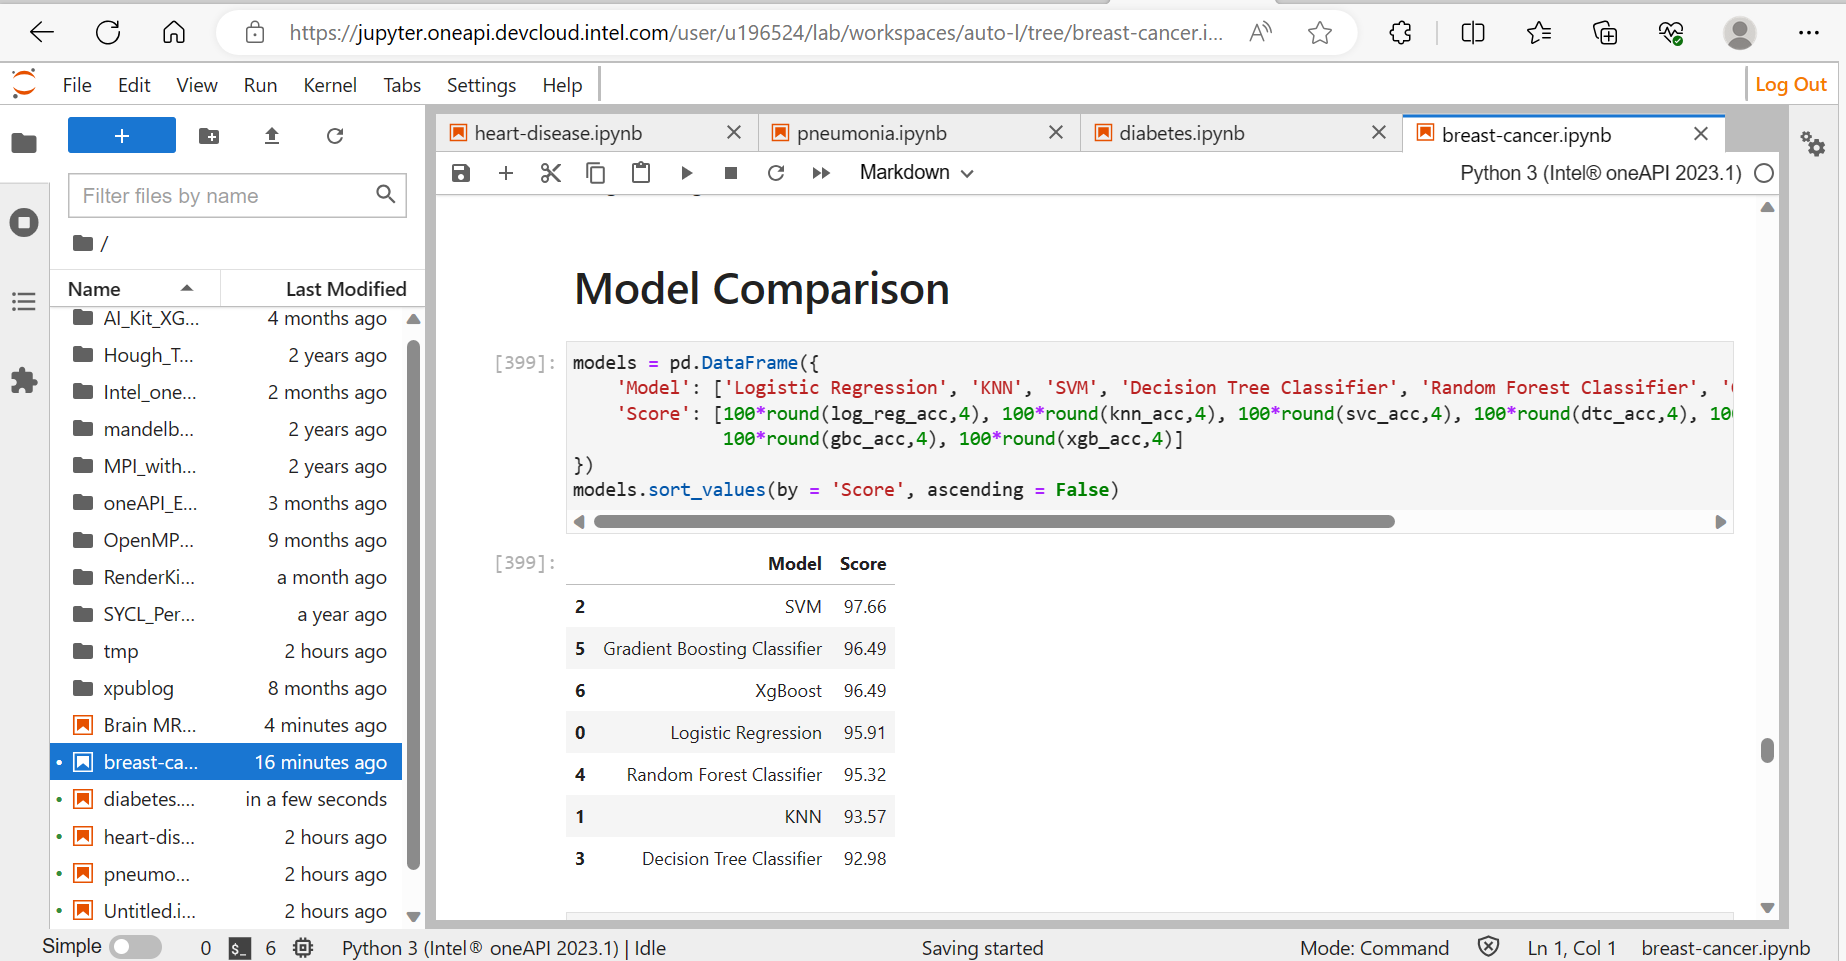 https://jupyter.oneapi.devcloud.intel.com/user/u196524/lab/workspaces/auto-l/tree/breast-cancer.i...
File Edit View Run Kernel Tabs Settings Help
Log Out
Filter files by name
/
Name Last Modified
AI_Kit_XG... 4 months ago
Hough_T... 2 years ago
Intel_one... 2 months ago
mandelb... 2 years ago
MPI_with... 2 years ago
oneAPI_E... 3 months ago
OpenMP... 9 months ago
RenderKi... a month ago
SYCL_Per... a year ago
tmp 2 hours ago
xpublog 8 months ago
Brain MR... 4 minutes ago
breast-ca... 16 minutes ago
diabetes.... in a few seconds
heart-dis... 2 hours ago
pneumo... 2 hours ago
Untitled.i... 2 hours ago
heart-disease.ipynb pneumonia.ipynb diabetes.ipynb breast-cancer.ipynb
Markdown Python 3 (Intel® oneAPI 2023.1)
Model Comparison
[399]: models = pd.DataFrame({
'Model': ['Logistic Regression', 'KNN', 'SVM', 'Decision Tree Classifier', 'Random Forest Classifier', '
'Score': [100*round(log_reg_acc,4), 100*round(knn_acc,4), 100*round(svc_acc,4), 100*round(dtc_acc,4), 10
100*round(gbc_acc,4), 100*round(xgb_acc,4)]
})
models.sort_values(by = 'Score', ascending = False)
[399]: Model Score
2 SVM 97.66
5 Gradient Boosting Classifier 96.49
6 XgBoost 96.49
0 Logistic Regression 95.91
4 Random Forest Classifier 95.32
1 KNN 93.57
3 Decision Tree Classifier 92.98
Simple 0 $_ 6 Python 3 (Intel® oneAPI 2023.1) | Idle Saving started Mode: Command Ln 1, Col 1 breast-cancer.ipynb